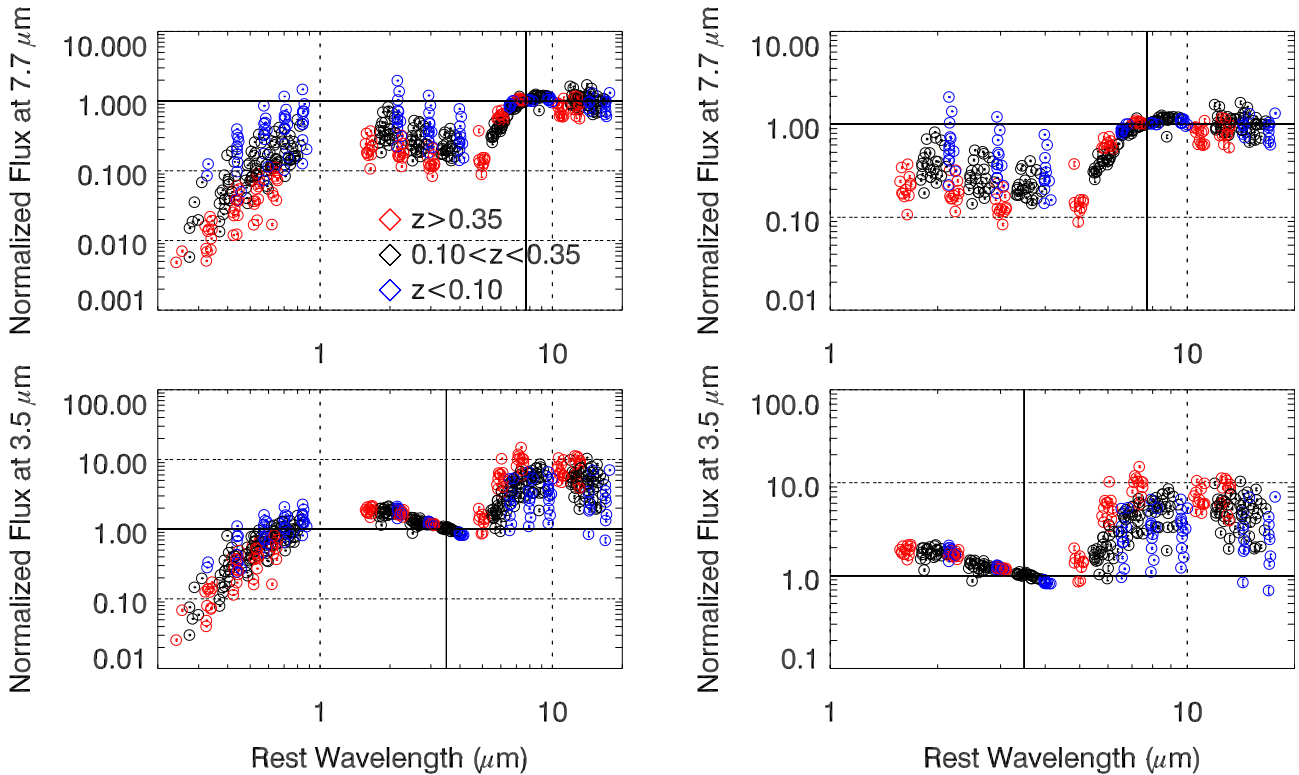 Normalized Flux at 7.7 μm
10.000
1.000
0.100
0.010
0.001
z>0.35
0.10<z<0.35
z<0.10
1
10
Normalized Flux at 7.7 μm
10.00
1.00
0.10
0.01
1
10
Normalized Flux at 3.5 μm
100.00
10.00
1.00
0.10
0.01
1
10
Rest Wavelength (μm)
Normalized Flux at 3.5 μm
100.0
10.0
1.0
0.1
1
10
Rest Wavelength (μm)